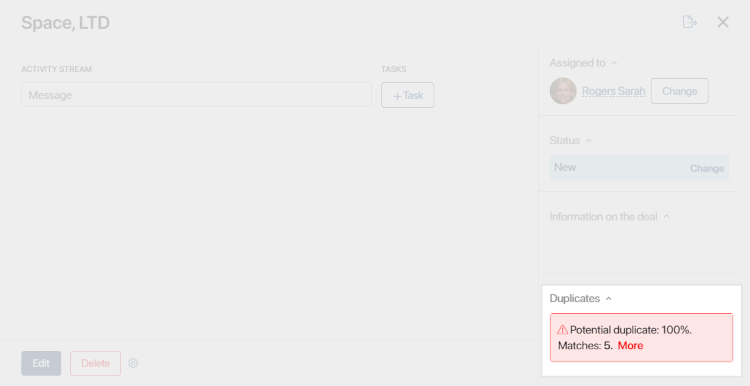 Space, LTD
ACTIVITY STREAM
TASKS
Message
+ Task
Assigned to
Rogers Sarah
Change
Status
New
Change
Information on the deal
Duplicates
Potential duplicate: 100%.
Matches: 5. More
Edit
Delete